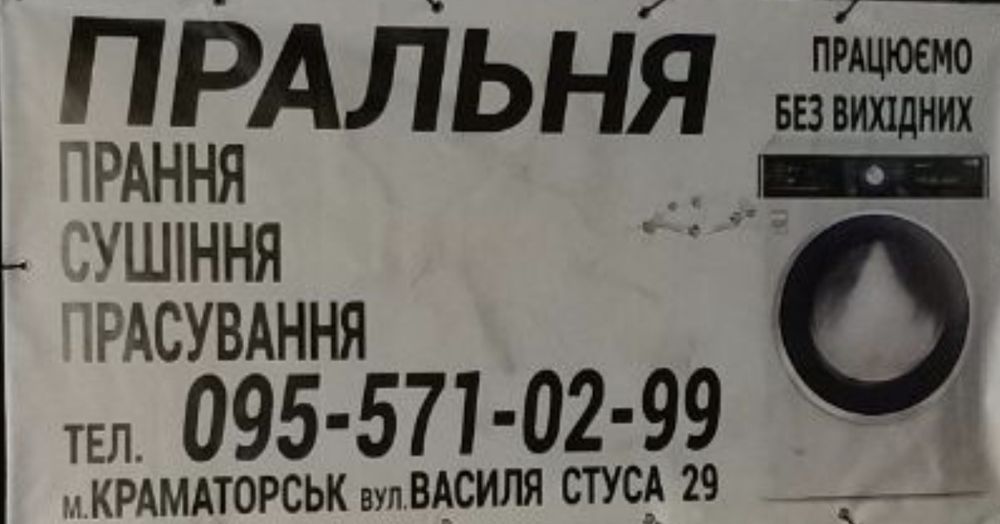 ПРАЛЬНЯ
ПРАЦЮЄМО
БЕЗ ВИХІДНИХ
ПРАННЯ
СУШІННЯ
ПРАСУВАННЯ
ТЕЛ. 095-571-02-99
м.КРАМАТОРСЬК вул.ВАСИЛЯ СТУСА 29